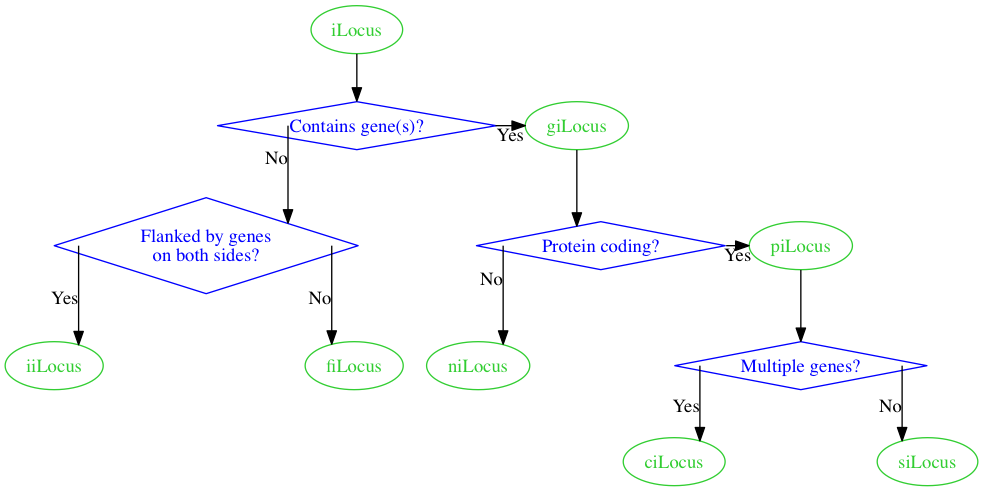 iLocus
Contains gene(s)?
Yes
giLocus
No
Flanked by genes
on both sides?
Protein coding?
Yes
piLocus
No
Yes
No
iiLocus
fiLocus
niLocus
Multiple genes?
Yes
No
ciLocus
siLocus